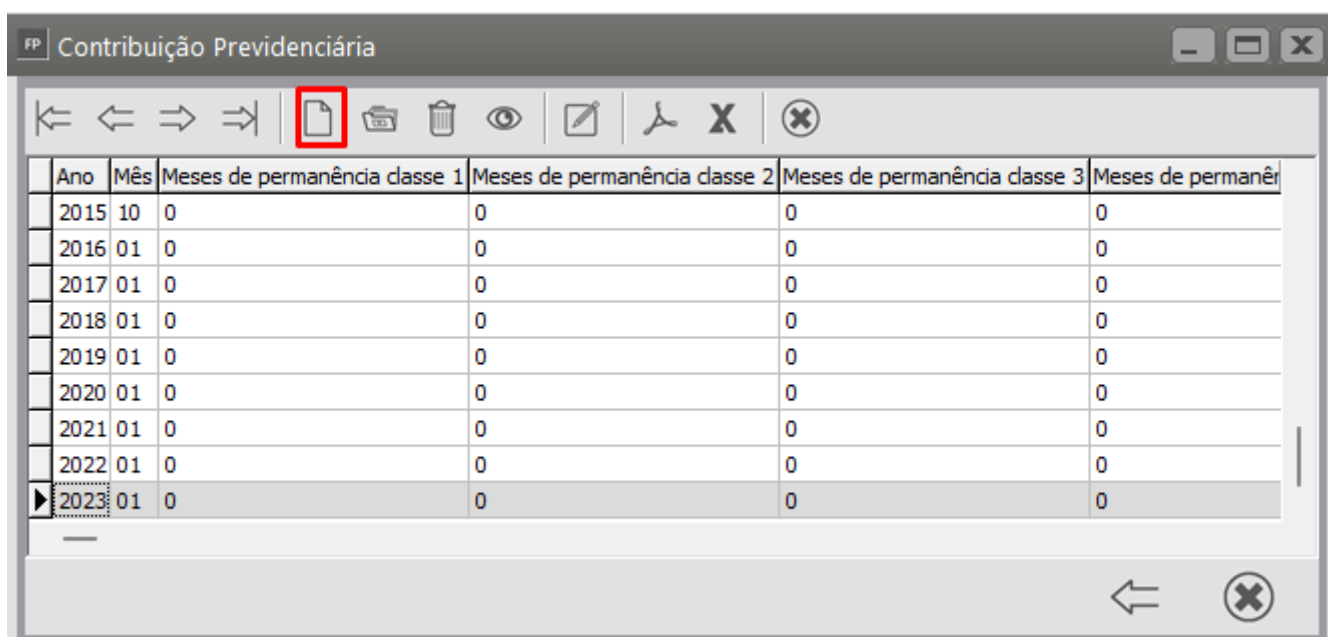 FP Contribuição Previdenciária
Ano Mês Meses de permanência classe 1 Meses de permanência classe 2 Meses de permanência classe 3 Meses de permanên
2015 10 0 0 0 0
2016 01 0 0 0 0
2017 01 0 0 0 0
2018 01 0 0 0 0
2019 01 0 0 0 0
2020 01 0 0 0 0
2021 01 0 0 0 0
2022 01 0 0 0 0
2023 01 0 0 0 0